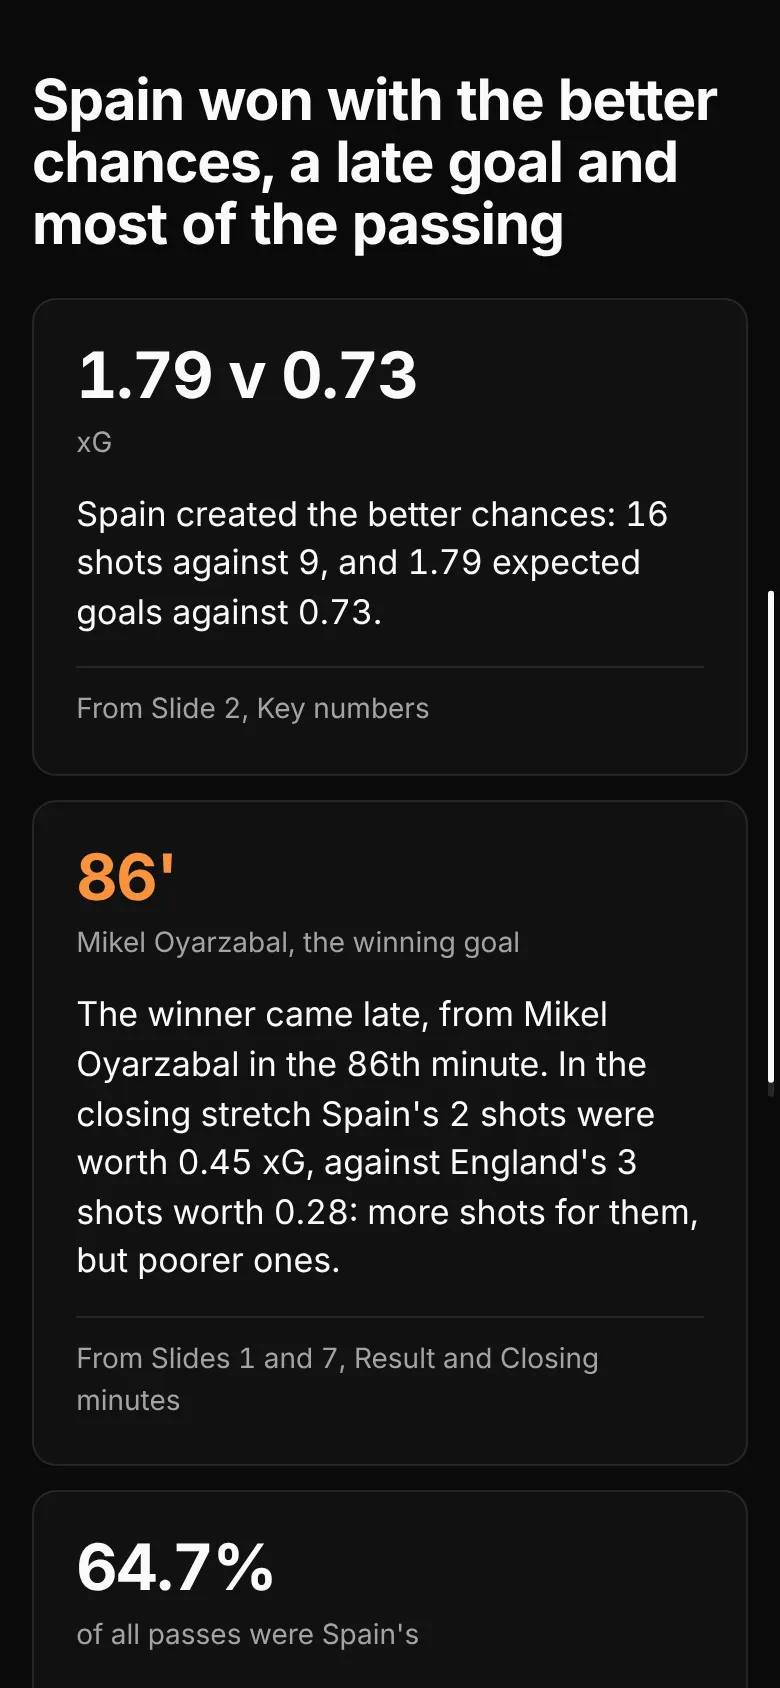 Spain won with the better
chances, a late goal and
most of the passing
1.79 v 0.73
xG
Spain created the better chances: 16
shots against 9, and 1.79 expected
goals against 0.73.
From Slide 2, Key numbers
86'
Mikel Oyarzabal, the winning goal
The winner came late, from Mikel
Oyarzabal in the 86th minute. In the
closing stretch Spain's 2 shots were
worth 0.45 xG, against England's 3
shots worth 0.28: more shots for them,
but poorer ones.
From Slides 1 and 7, Result and Closing
minutes
64.7%
of all passes were Spain's